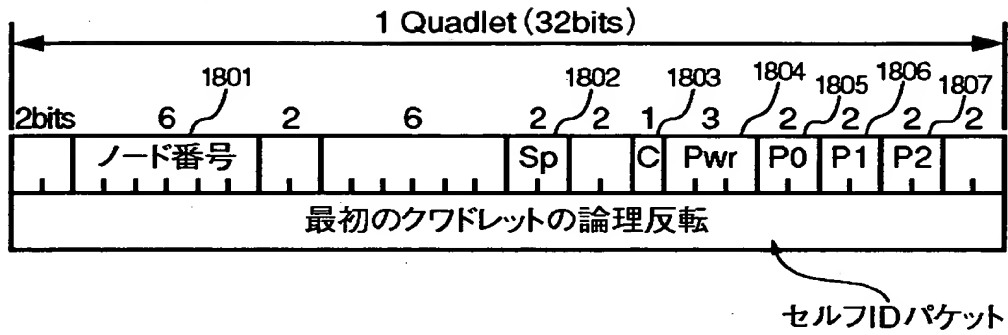 1 Quadlet (32bits)
1801 1802 1803 1804 1805 1806 1807
2bits 6 2 6 2 2 1 3 2 2 2 2
ノード番号 Sp C Pwr P0 P1 P2
最初のクワドレットの論理反転
セルフIDパケット